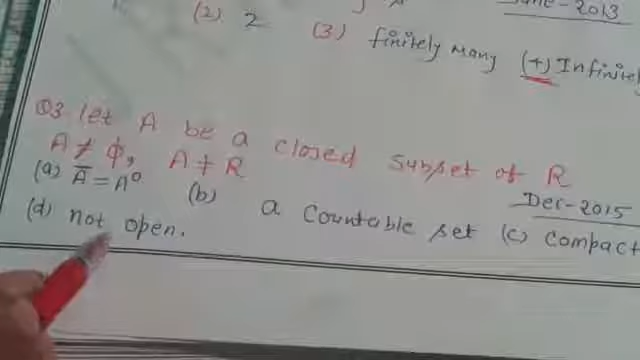 June-2013
(2) 2 (3) finitely Many (4) Infinitely
Q3 let A be a closed subset of R
A ≠ ϕ, A ≠ R
Dec-2015
(a) Ā = A° (b) a Countable set (c) Compact
(d) not open.